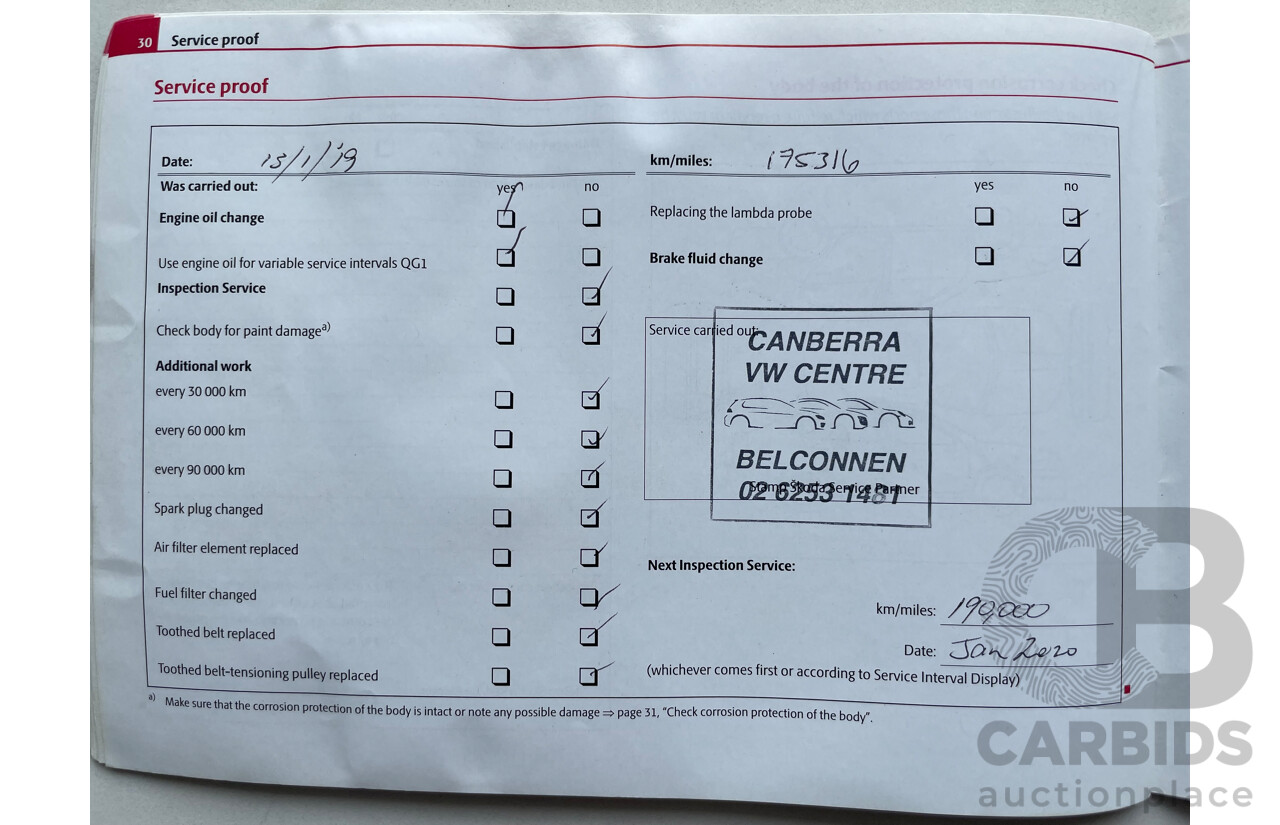 30 Service proof
Service proof
Date: 13/1/'19
km/miles: 175316
Was carried out: yes no
yes no
Engine oil change
Replacing the lambda probe
Use engine oil for variable service intervals QG1
Brake fluid change
Inspection Service
Check body for paint damage a)
Additional work
every 30 000 km
every 60 000 km
every 90 000 km
Spark plug changed
Air filter element replaced
Fuel filter changed
Toothed belt replaced
Toothed belt-tensioning pulley replaced
Service carried out:
CANBERRA
VW CENTRE
BELCONNEN
Stamp Škoda Service Partner
02 6253 1481
Next Inspection Service:
km/miles: 190,000
Date: Jan 2020
(whichever comes first or according to Service Interval Display)
a) Make sure that the corrosion protection of the body is intact or note any possible damage ⇒ page 31, "Check corrosion protection of the body".
CARBIDS
auctionplace